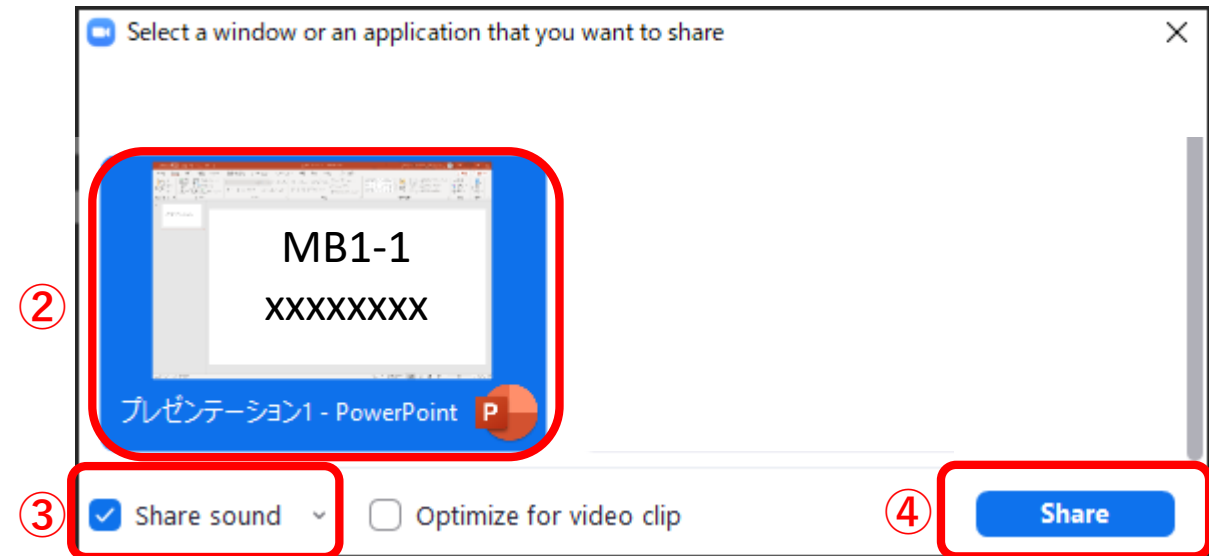 Select a window or an application that you want to share
MB1-1
xxxxxxxx
②
プレゼンテーション1 - PowerPoint
P
③
Share sound
Optimize for video clip
④
Share